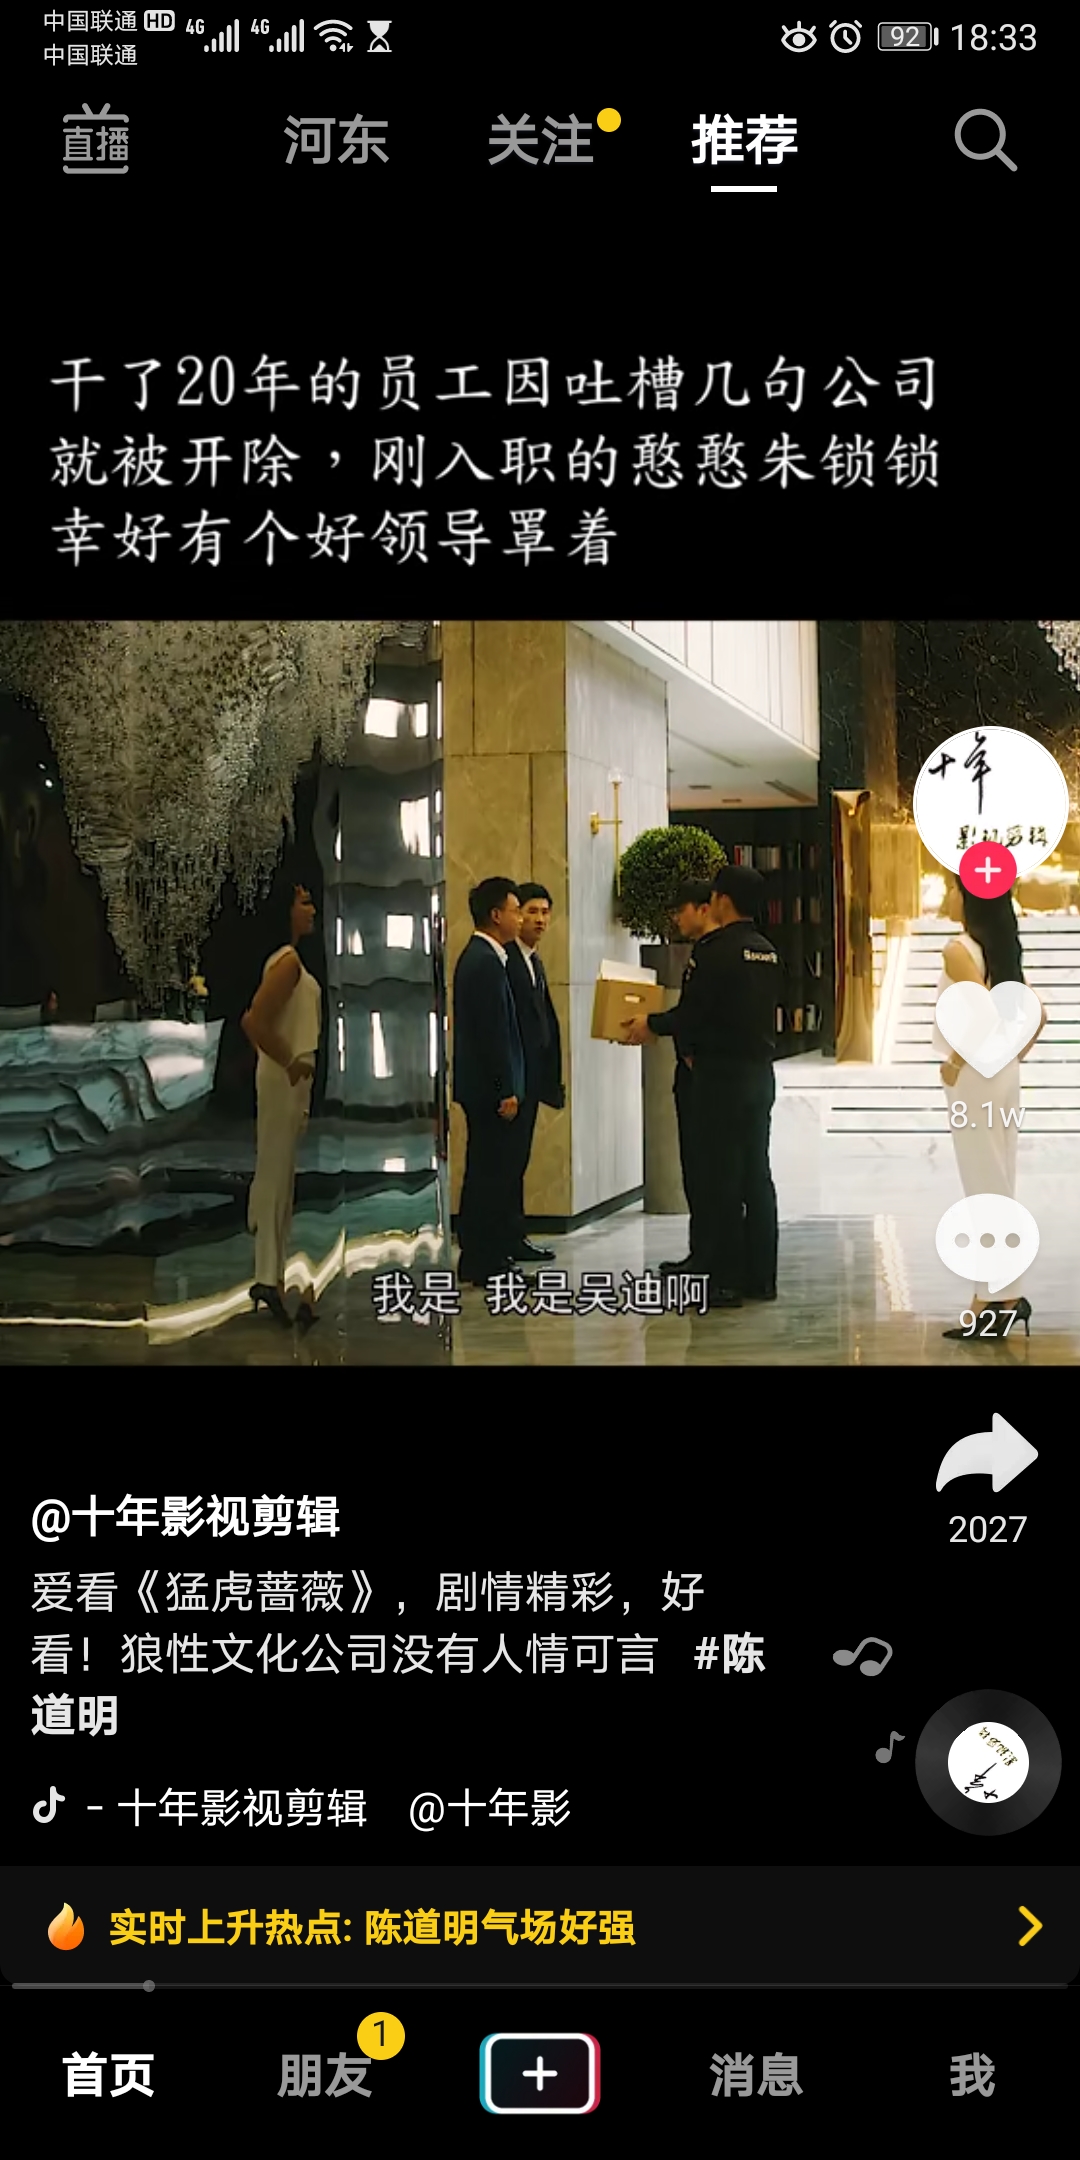 中国联通 HD 4G 4G 92 18:33
中国联通
直播 河东 关注 推荐
干了20年的员工因吐槽几句公司
就被开除，刚入职的憨憨朱锁锁
幸好有个好领导罩着
十年
影视剪辑
8.1w
我是 我是吴迪啊
927
@十年影视剪辑
2027
爱看《猛虎蔷薇》，剧情精彩，好
看！狼性文化公司没有人情可言 #陈
道明
- 十年影视剪辑 @十年影
实时上升热点: 陈道明气场好强
首页 朋友 1 消息 我